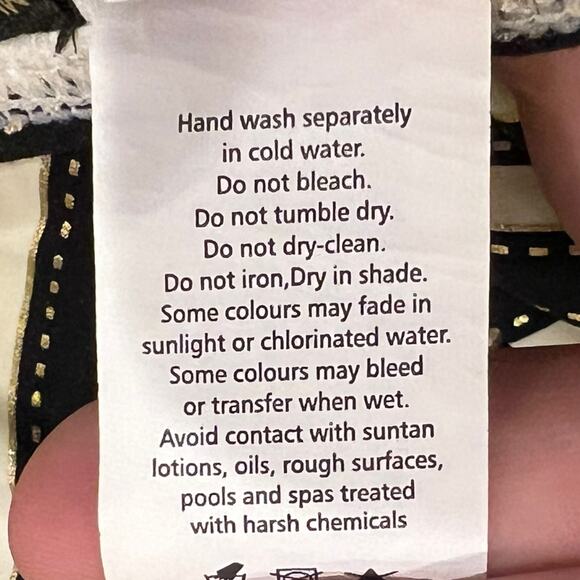 Hand wash separately
in cold water.
Do not bleach.
Do not tumble dry.
Do not dry-clean.
Do not iron,Dry in shade.
Some colours may fade in
sunlight or chlorinated water.
Some colours may bleed
or transfer when wet.
Avoid contact with suntan
lotions, oils, rough surfaces,
pools and spas treated
with harsh chemicals